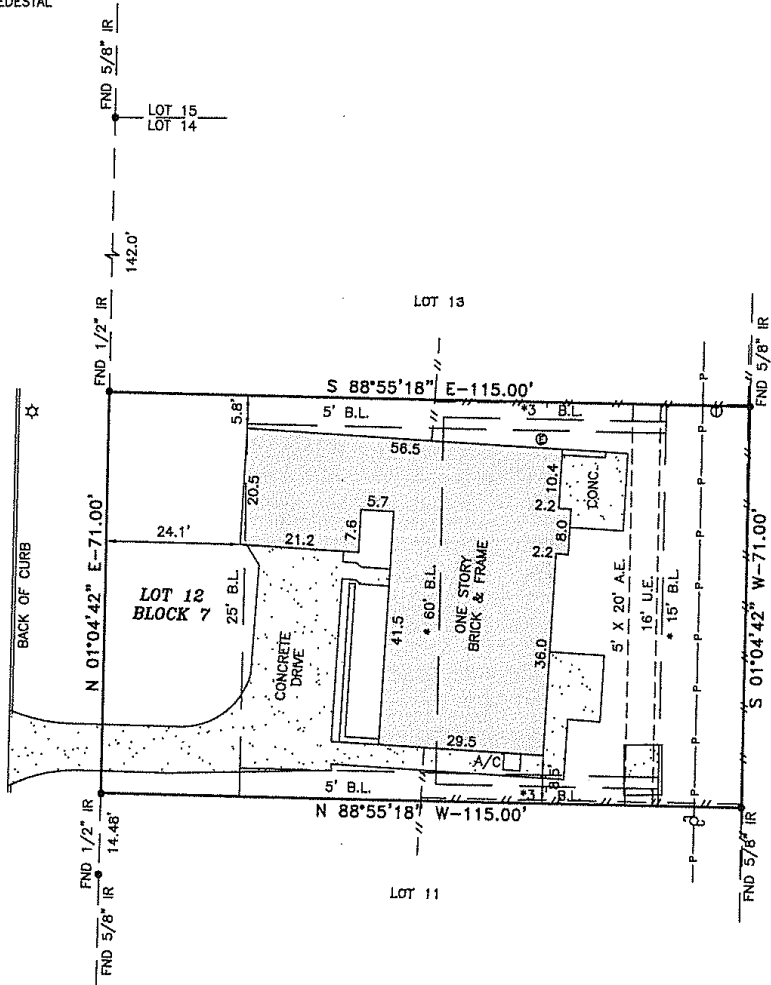 EDESTAL
FND 5/8" IR
LOT 15
LOT 14
142.0'
LOT 13
FND 1/2" IR
FND 5/8" IR
S 88°55'18" E-115.00'
5' B.L.
*3' B.L.
5.8'
56.5
E
20.5
10.4
CONC.
5.7
2.2
7.6
8.0
21.2
2.2
24.1'
BACK OF CURB
N 01°04'42" E-71.00'
LOT 12
BLOCK 7
25' B.L.
CONCRETE
DRIVE
41.5
* 60' B.L.
ONE STORY
BRICK & FRAME
36.0
5' X 20' A.E.
16' U.E.
* 15' B.L.
P
P
P
P
S 01°04'42" W-71.00'
29.5
A/C
8.5'
5' B.L.
*3' B.L.
N 88°55'18" W-115.00'
FND 1/2" IR
14.48'
FND 5/8" IR
LOT 11
FND 5/8" IR